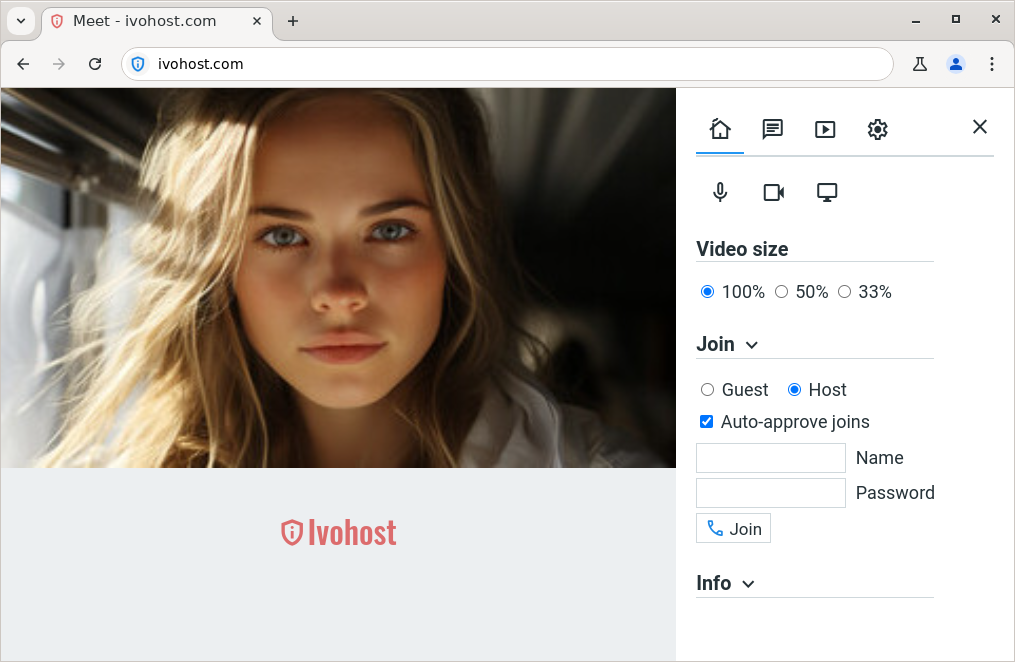 Meet - ivohost.com
ivohost.com
Video size
100% 50% 33%
Join
Guest Host
Auto-approve joins
Name
Password
Join
Info
Ivohost